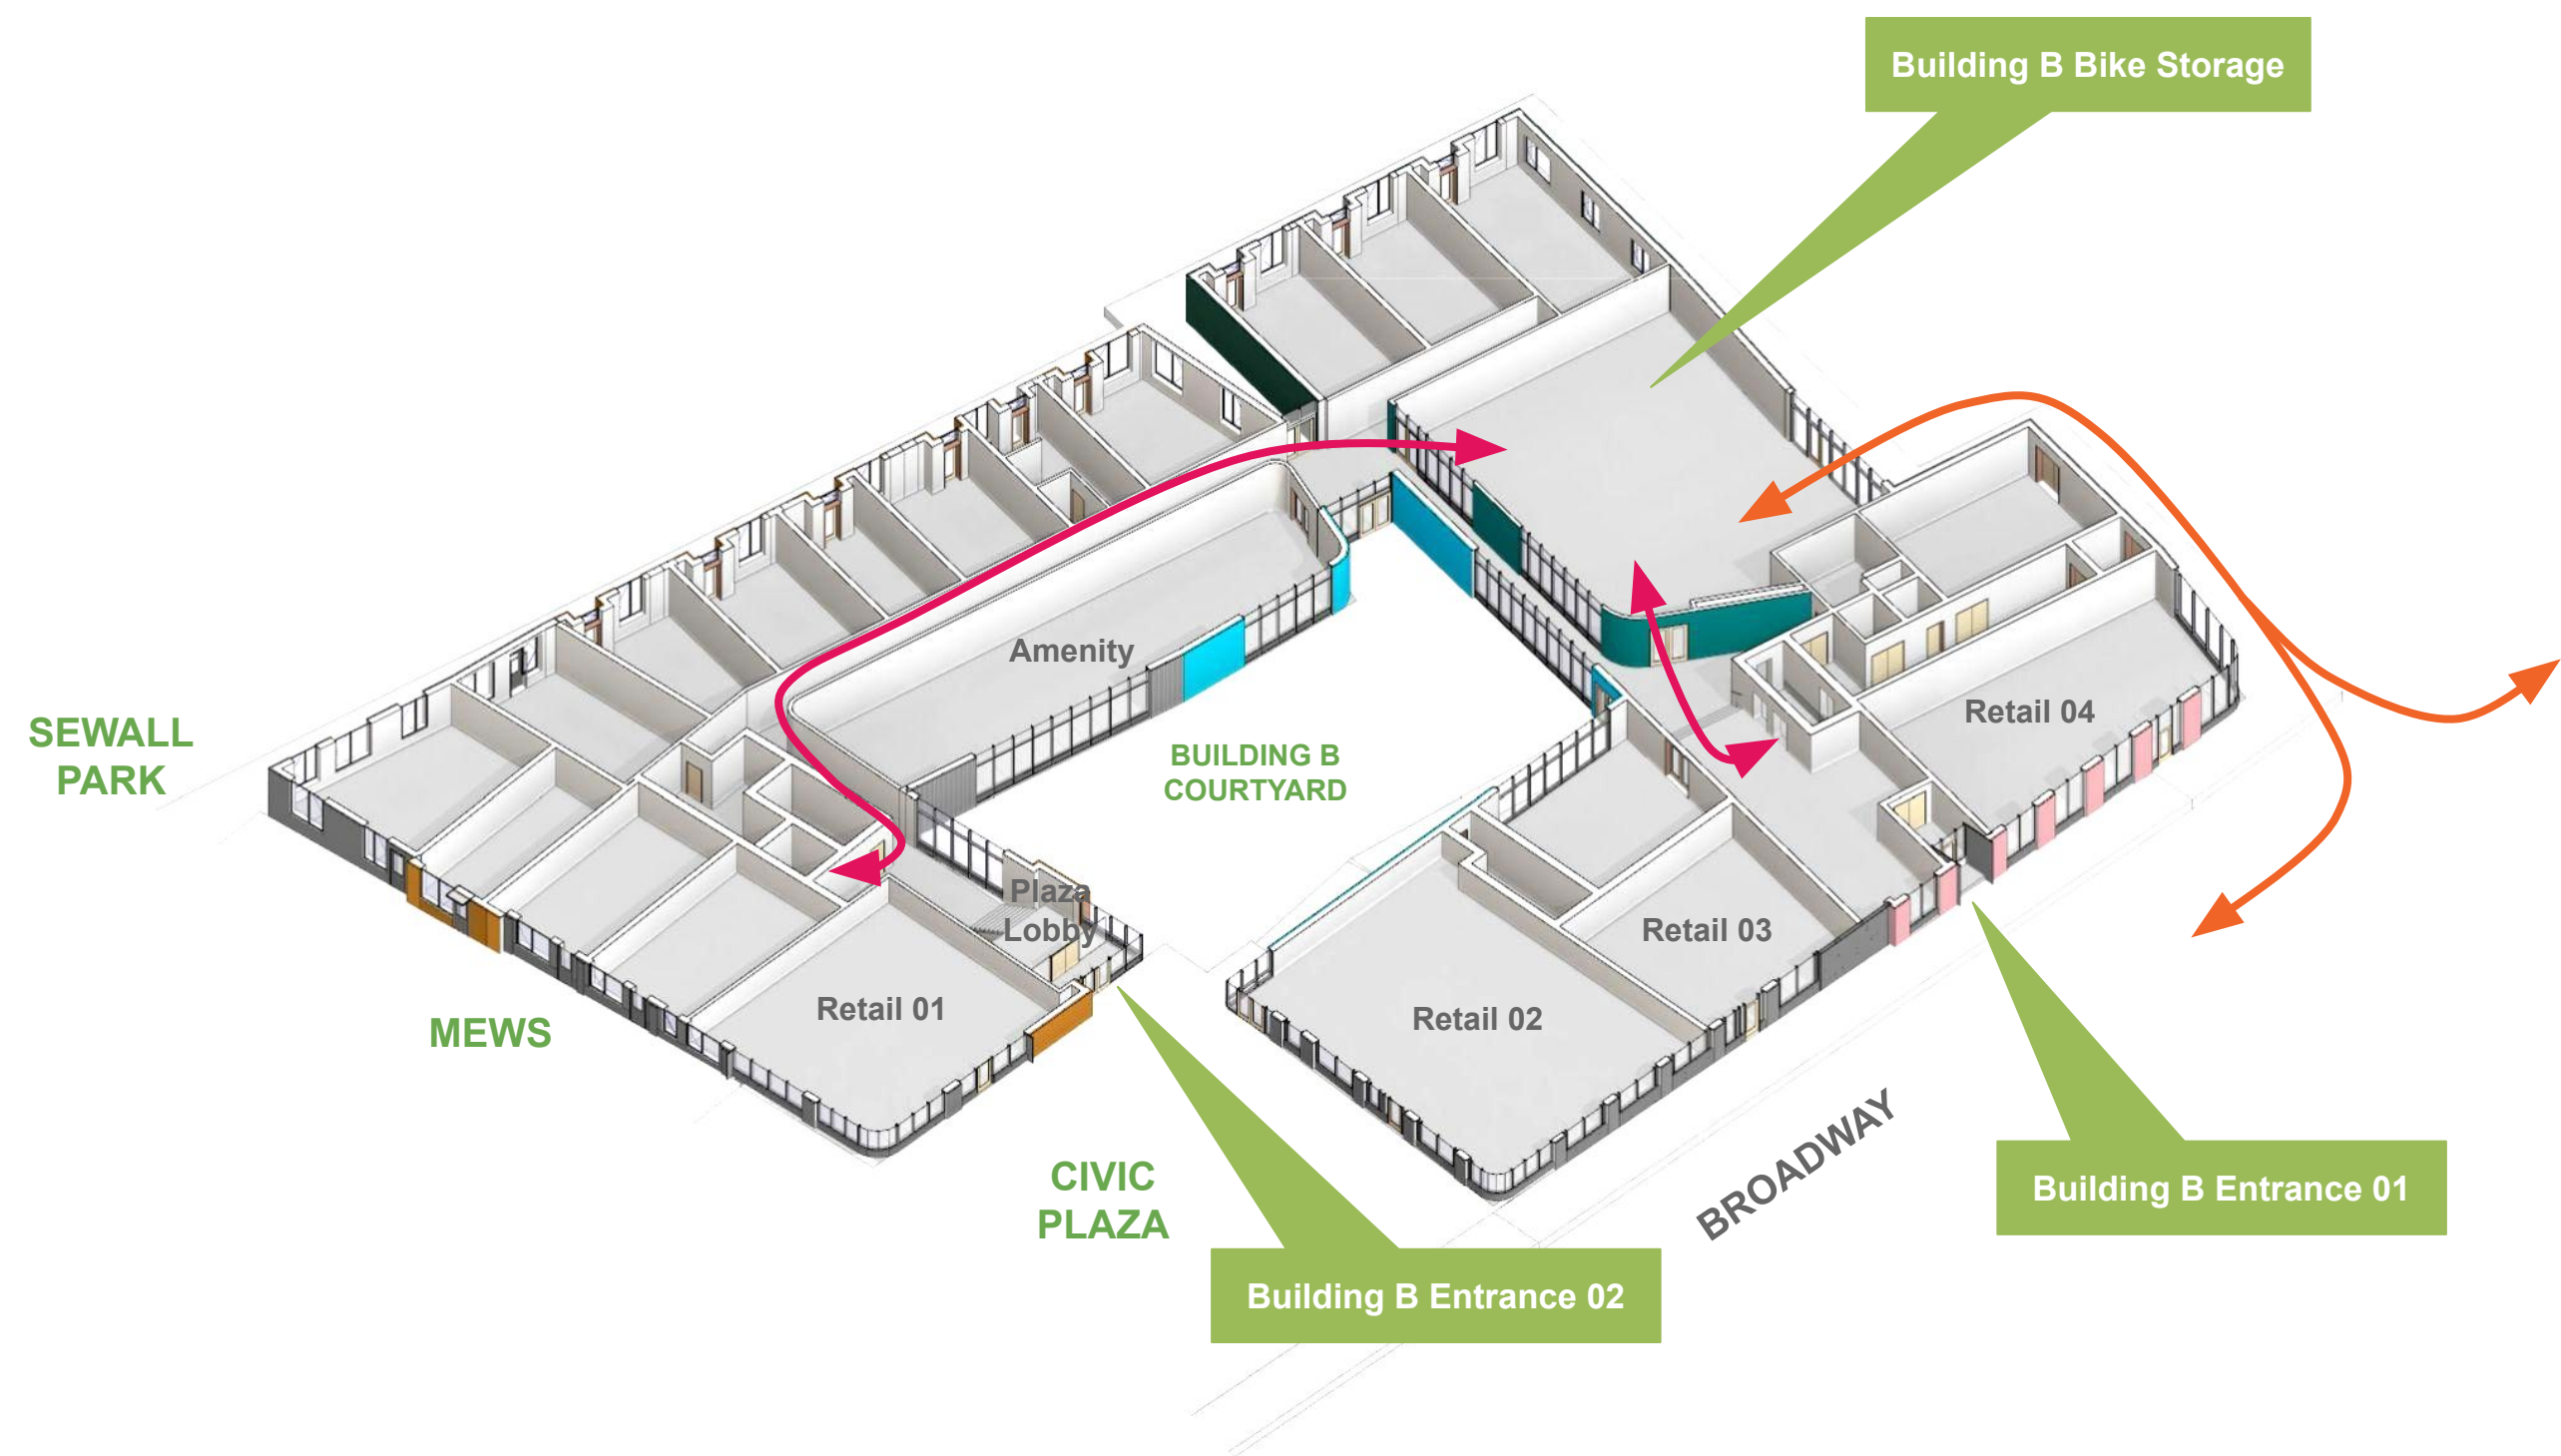 Building B Bike Storage
Amenity
SEWALL
PARK
BUILDING B
COURTYARD
Retail 04
Plaza
Lobby
Retail 03
Retail 01
Retail 02
MEWS
BROADWAY
CIVIC
PLAZA
Building B Entrance 01
Building B Entrance 02